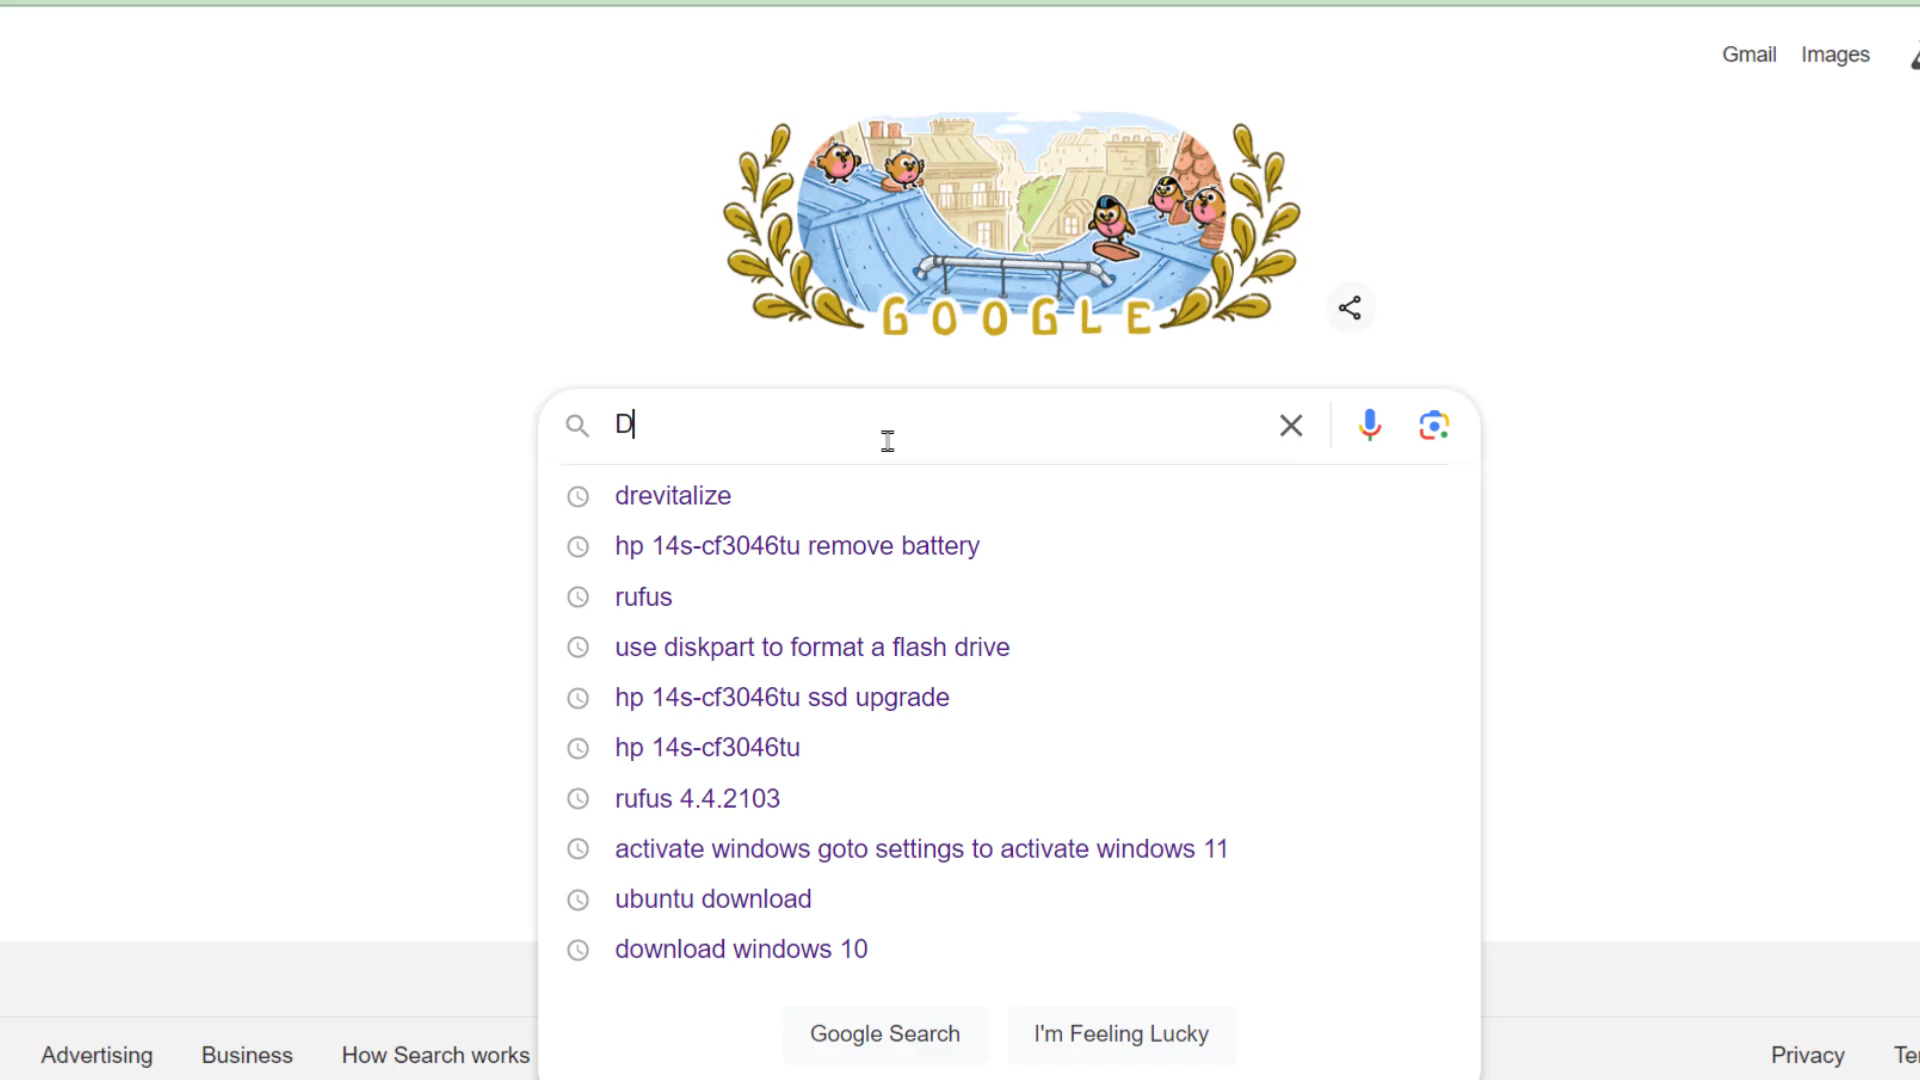 Gmail Images
GOOGLE
D
drevitalize
hp 14s-cf3046tu remove battery
rufus
use diskpart to format a flash drive
hp 14s-cf3046tu ssd upgrade
hp 14s-cf3046tu
rufus 4.4.2103
activate windows goto settings to activate windows 11
ubuntu download
download windows 10
Google Search I'm Feeling Lucky
Advertising Business How Search works Privacy